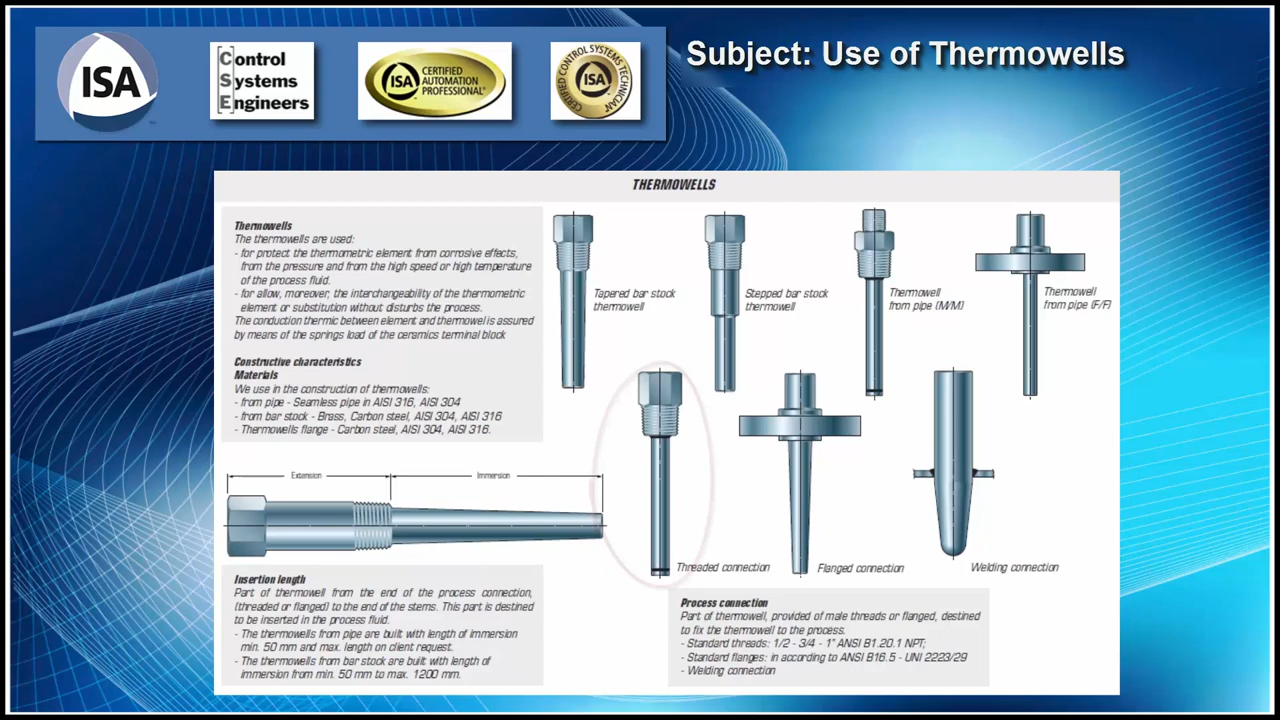 ISA
[C]ontrol
[S]ystems
[E]ngineers
ISA
CERTIFIED
AUTOMATION
PROFESSIONAL®
CERTIFIED CONTROL SYSTEMS TECHNICIAN
ISA
Subject: Use of Thermowells
THERMOWELLS
Thermowells
The thermowells are used:
- for protect the thermometric element from corrosive effects,
from the pressure and from the high speed or high temperature
of the process fluid.
- for allow, moreover, the interchangeability of the thermometric
element or substitution without disturbs the process.
The conduction thermic between element and thermowel is assured
by means of the springs load of the ceramics terminal block
Constructive characteristics
Materials
We use in the construction of thermowells:
- from pipe - Seamless pipe in AISI 316, AISI 304
- from bar stock - Brass, Carbon steel, AISI 304, AISI 316
- Thermowells flange - Carbon steel, AISI 304, AISI 316.
Tapered bar stock
thermowell
Stepped bar stock
thermowell
Thermowell
from pipe (M/M)
Thermowell
from pipe (F/F)
Extension
Immersion
Threaded connection
Flanged connection
Welding connection
Insertion length
Part of thermowell from the end of the process connection,
(threaded or flanged) to the end of the stems. This part is destined
to be inserted in the process fluid.
- The thermowells from pipe are built with length of immersion
min. 50 mm and max. length on client request.
- The thermowells from bar stock are built with length of
immersion from min. 50 mm to max. 1200 mm.
Process connection
Part of thermowell, provided of male threads or flanged, destined
to fix the thermowell to the process.
- Standard threads: 1/2 - 3/4 - 1" ANSI B1.20.1 NPT;
- Standard flanges: in according to ANSI B16.5 - UNI 2223/29
- Welding connection